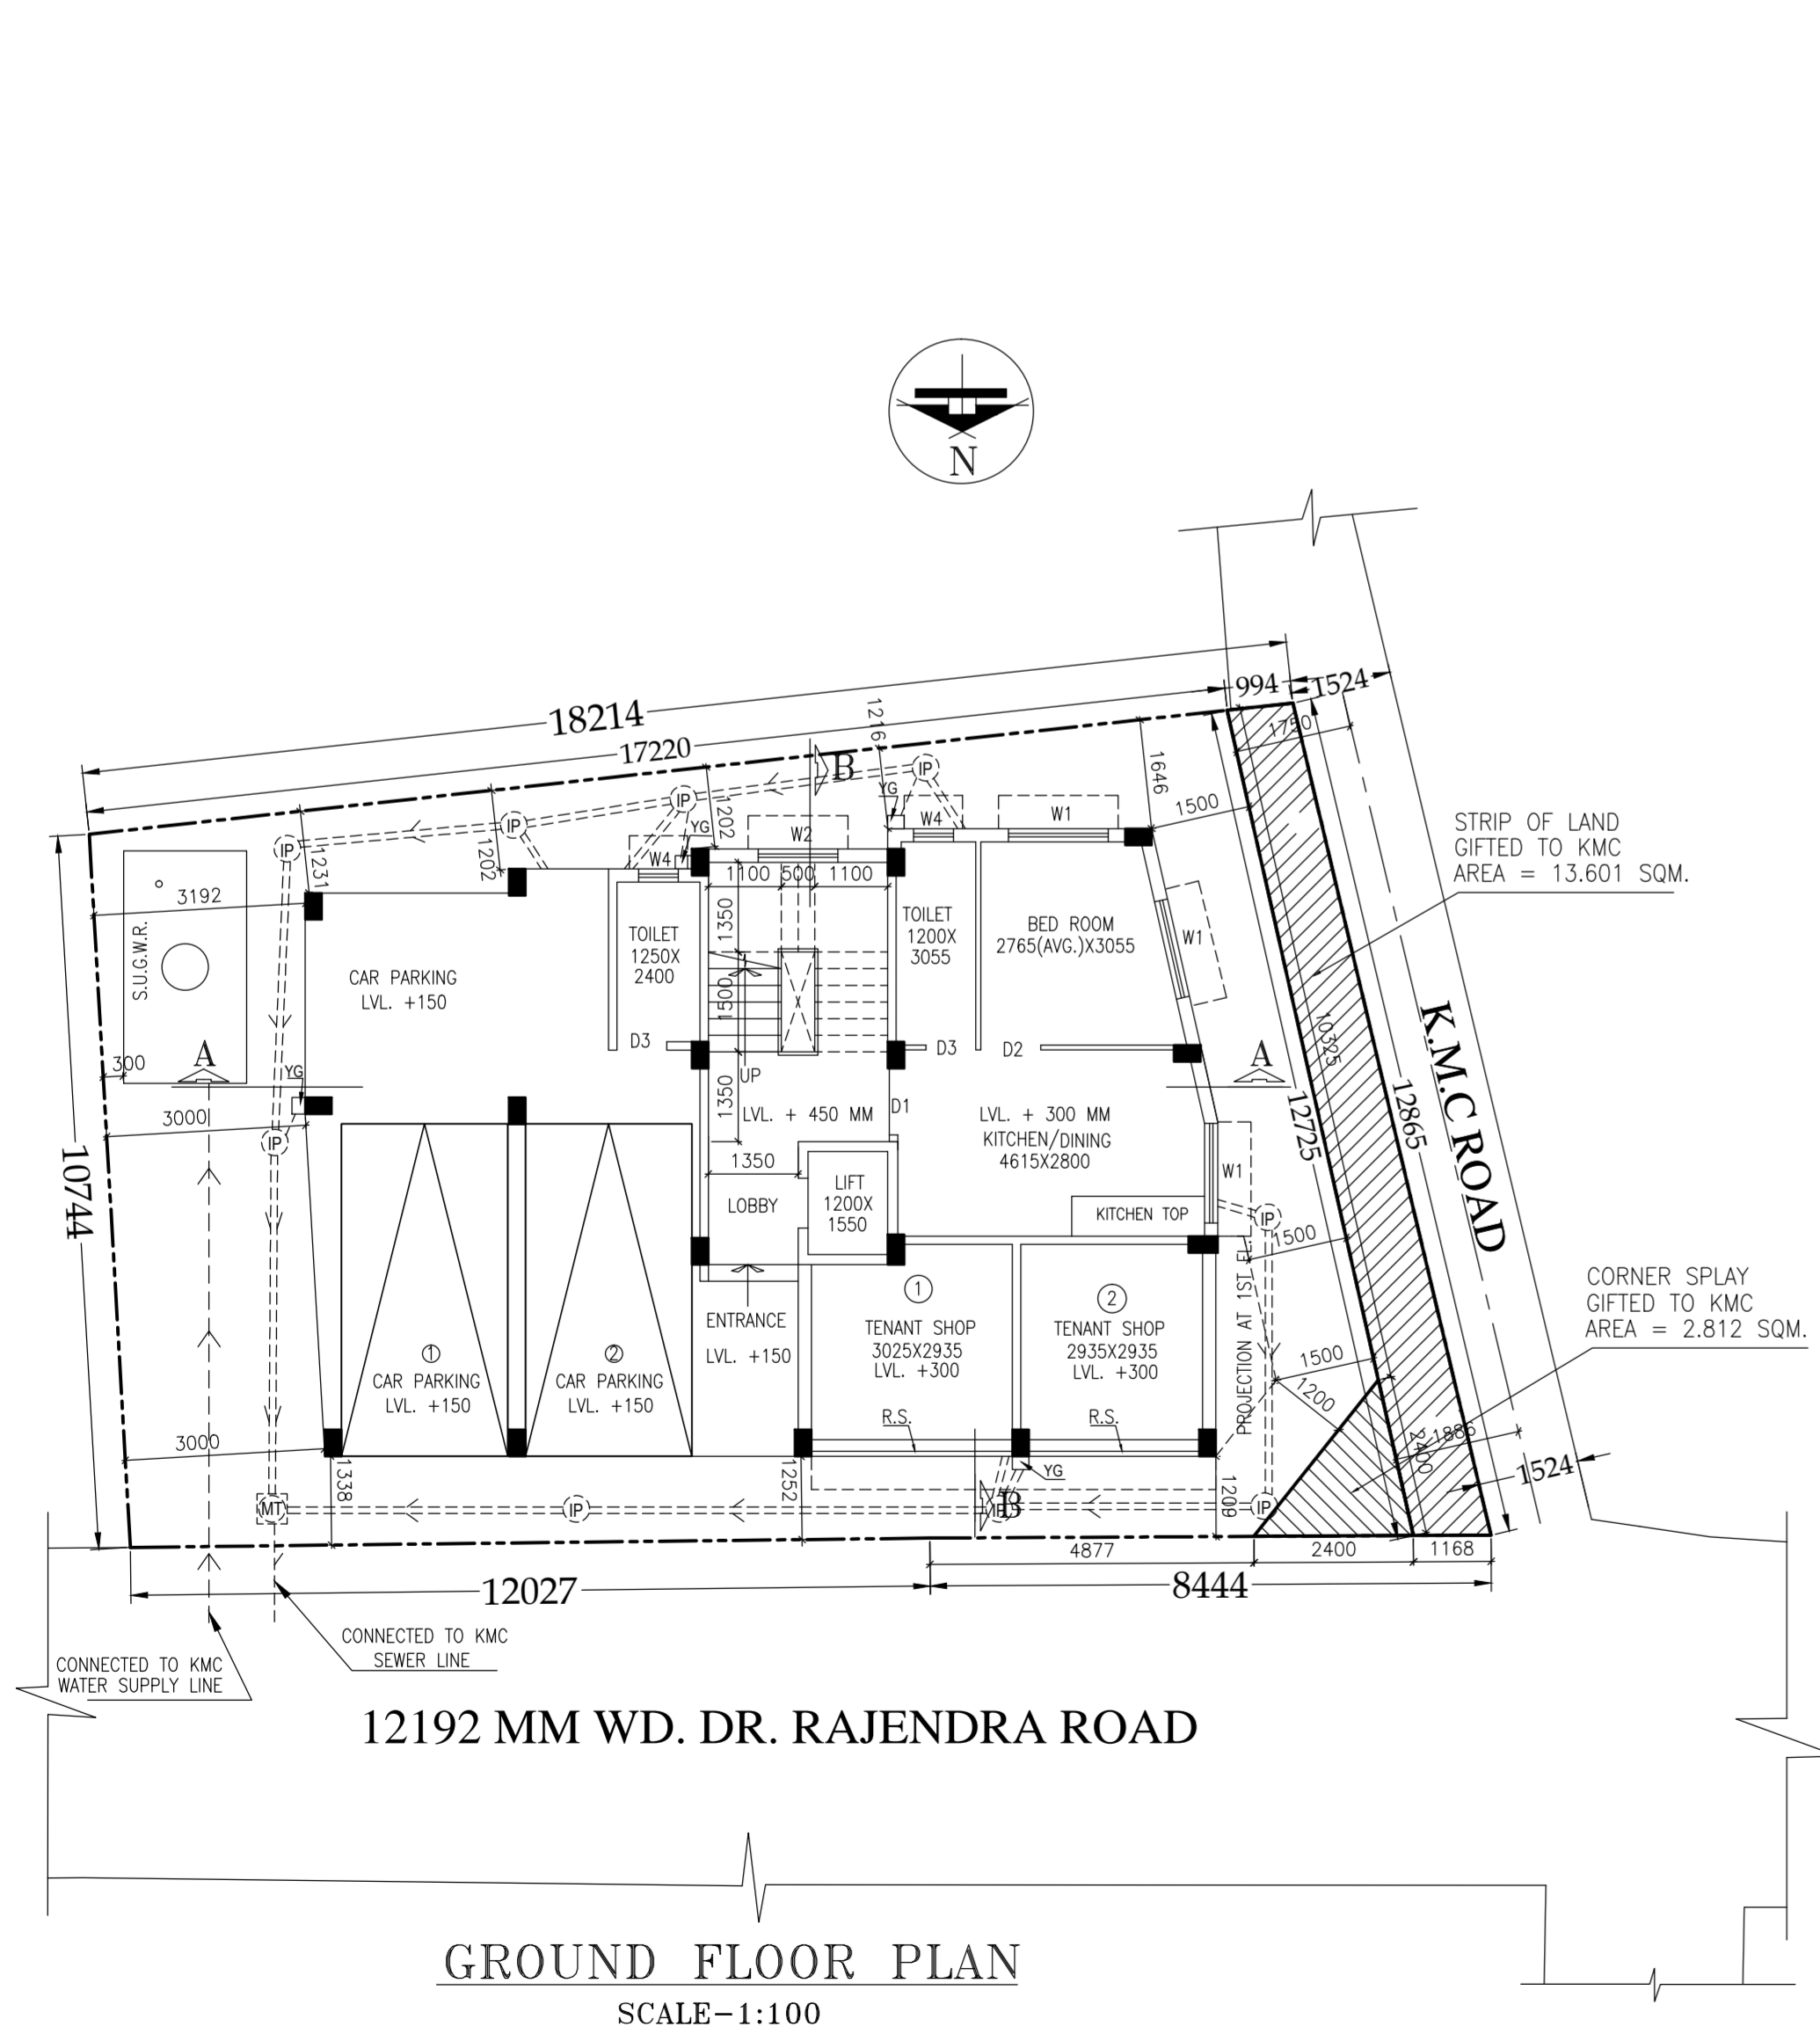 N
18214
17220
994
1524
1750
1216
1646
1500
B
IP
IP
IP
IP
YG
YG
W4
W1
W2
W4
1202
1202
1231
3192
S.U.G.W.R.
300
A
YG
3000
IP
10744
3000
CAR PARKING
LVL. +150
TOILET
1250X
2400
D3
1100
500
1100
1350
1500
1350
UP
TOILET
1200X
3055
D3
BED ROOM
2765(AVG.)X3055
D2
W1
A
D1
LVL. + 450 MM
LVL. + 300 MM
KITCHEN/DINING
4615X2800
W1
KITCHEN TOP
1350
LOBBY
LIFT
1200X
1550
IP
1500
ENTRANCE
LVL. +150
1
TENANT SHOP
3025X2935
LVL. +300
R.S.
2
TENANT SHOP
2935X2935
LVL. +300
R.S.
PROJECTION AT 1ST FL.
1500
1200
1
CAR PARKING
LVL. +150
2
CAR PARKING
LVL. +150
STRIP OF LAND
GIFTED TO KMC
AREA = 13.601 SQM.
10325
12725
12865
K.M.C ROAD
CORNER SPLAY
GIFTED TO KMC
AREA = 2.812 SQM.
2400
1886
1524
MT
1338
IP
1252
YG
IP
B
1209
IP
4877
2400
1168
12027
8444
CONNECTED TO KMC
SEWER LINE
CONNECTED TO KMC
WATER SUPPLY LINE
12192 MM WD. DR. RAJENDRA ROAD
GROUND FLOOR PLAN
SCALE-1:100